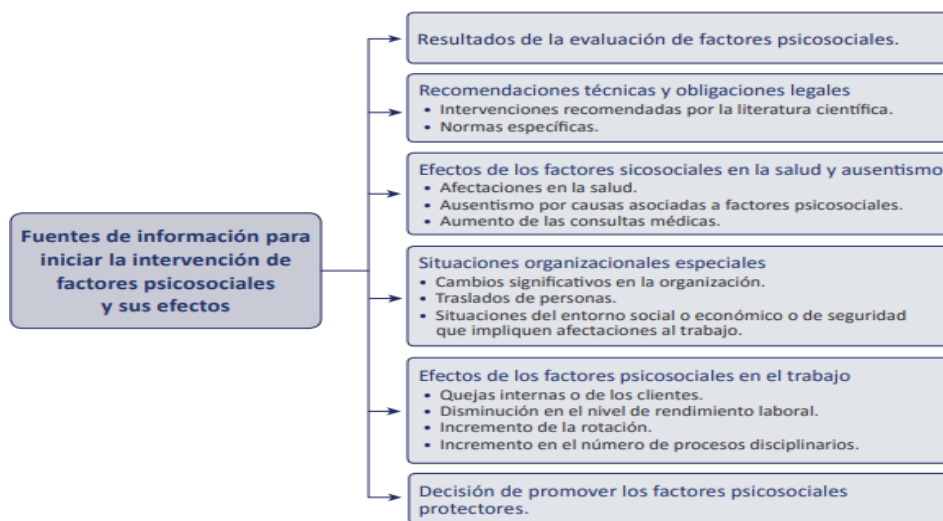 Fuentes de información para
iniciar la intervención de
factores psicosociales
y sus efectos
Resultados de la evaluación de factores psicosociales.
Recomendaciones técnicas y obligaciones legales
• Intervenciones recomendadas por la literatura científica.
• Normas específicas.
Efectos de los factores sicosociales en la salud y ausentismo
• Afectaciones en la salud.
• Ausentismo por causas asociadas a factores psicosociales.
• Aumento de las consultas médicas.
Situaciones organizacionales especiales
• Cambios significativos en la organización.
• Traslados de personas.
• Situaciones del entorno social o económico o de seguridad
que impliquen afectaciones al trabajo.
Efectos de los factores psicosociales en el trabajo
• Quejas internas o de los clientes.
• Disminución en el nivel de rendimiento laboral.
• Incremento de la rotación.
• Incremento en el número de procesos disciplinarios.
Decisión de promover los factores psicosociales
protectores.